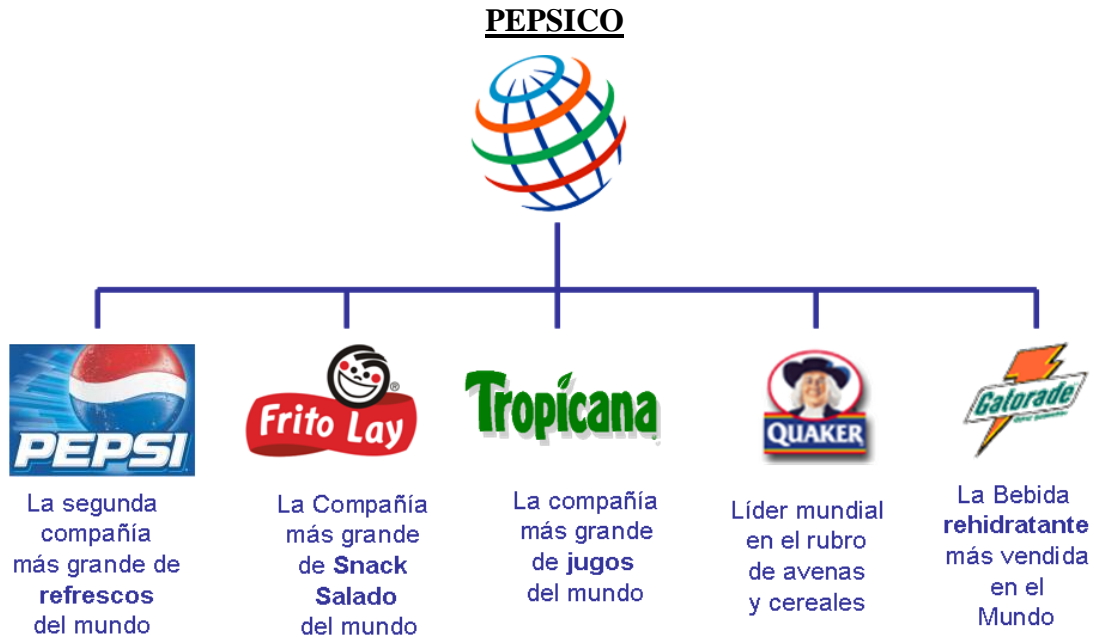 PEPSICO
PEPSI
Frito Lay
®
Tropicana
QUAKER
Gatorade
La segunda
compañía
más grande de
refrescos
del mundo
La Compañía
más grande
de Snack
Salado
del mundo
La compañía
más grande
de jugos
del mundo
Líder mundial
en el rubro
de avenas
y cereales
La Bebida
rehidratante
más vendida
en el
Mundo